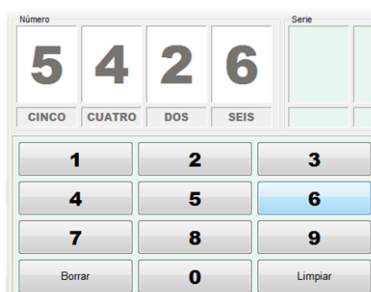 Número Serie
5 4 2 6
CINCO CUATRO DOS SEIS
1 2 3
4 5 6
7 8 9
Borrar 0 Limpiar